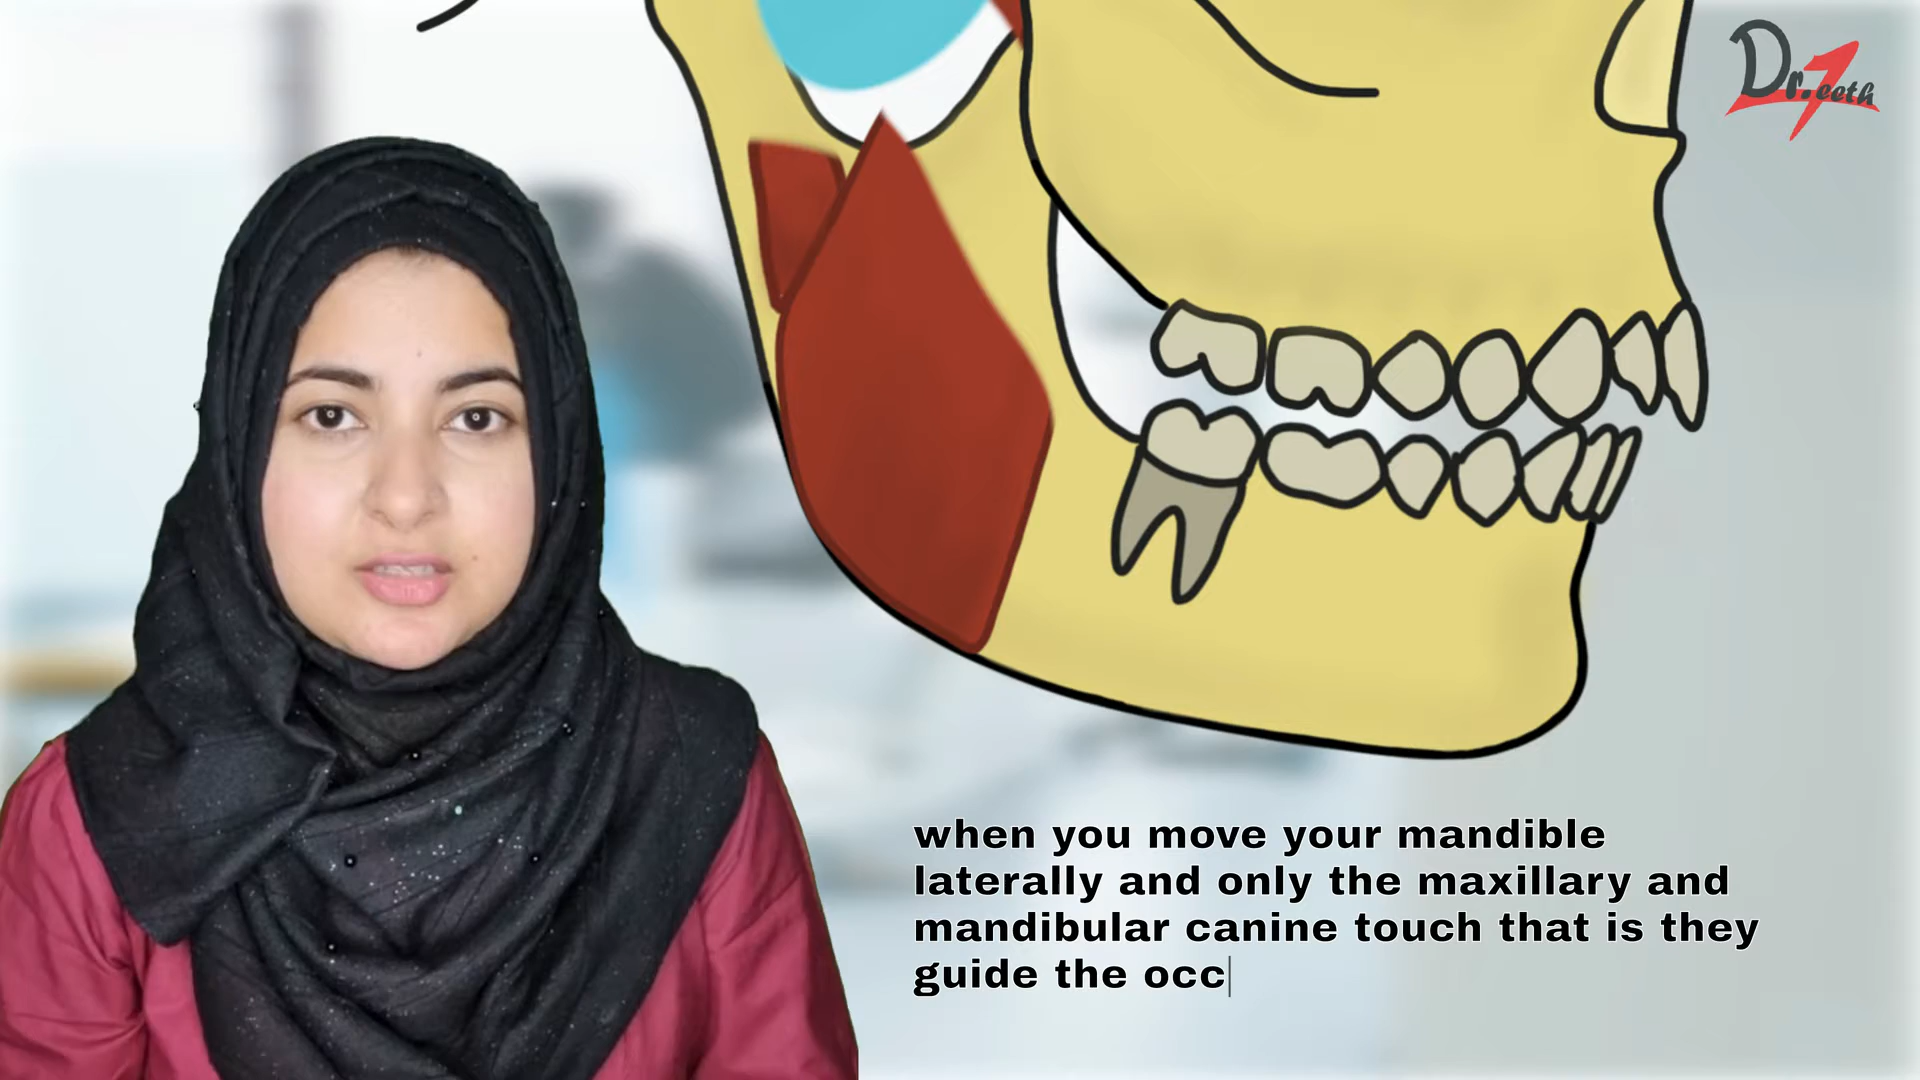 Dr. Teeth
when you move your mandible
laterally and only the maxillary and
mandibular canine touch that is they
guide the occ